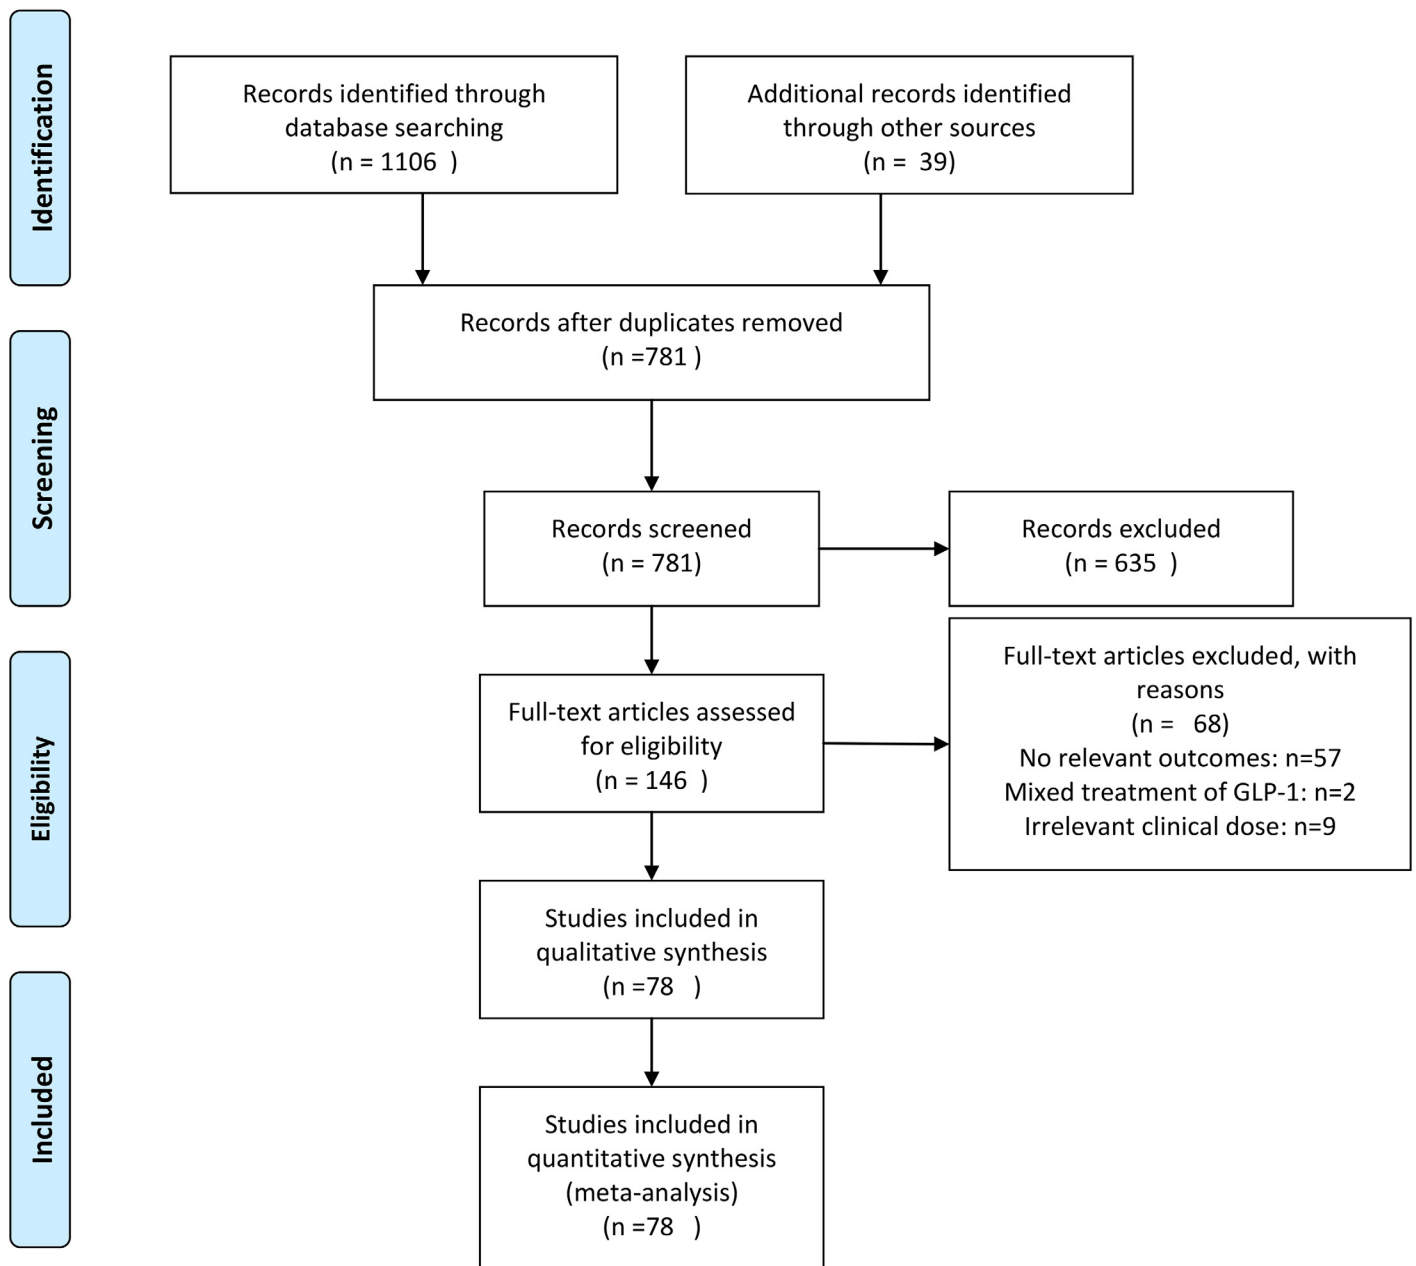 Identification
Records identified through
database searching
(n = 1106  )
Additional records identified
through other sources
(n =  39)
Records after duplicates removed
(n =781 )
Screening
Records screened
(n = 781)
Records excluded
(n = 635  )
Eligibility
Full-text articles assessed
for eligibility
(n = 146  )
Full-text articles excluded, with
reasons
(n =   68)
No relevant outcomes: n=57
Mixed treatment of GLP-1: n=2
Irrelevant clinical dose: n=9
Studies included in
qualitative synthesis
(n =78   )
Included
Studies included in
quantitative synthesis
(meta-analysis)
(n =78   )